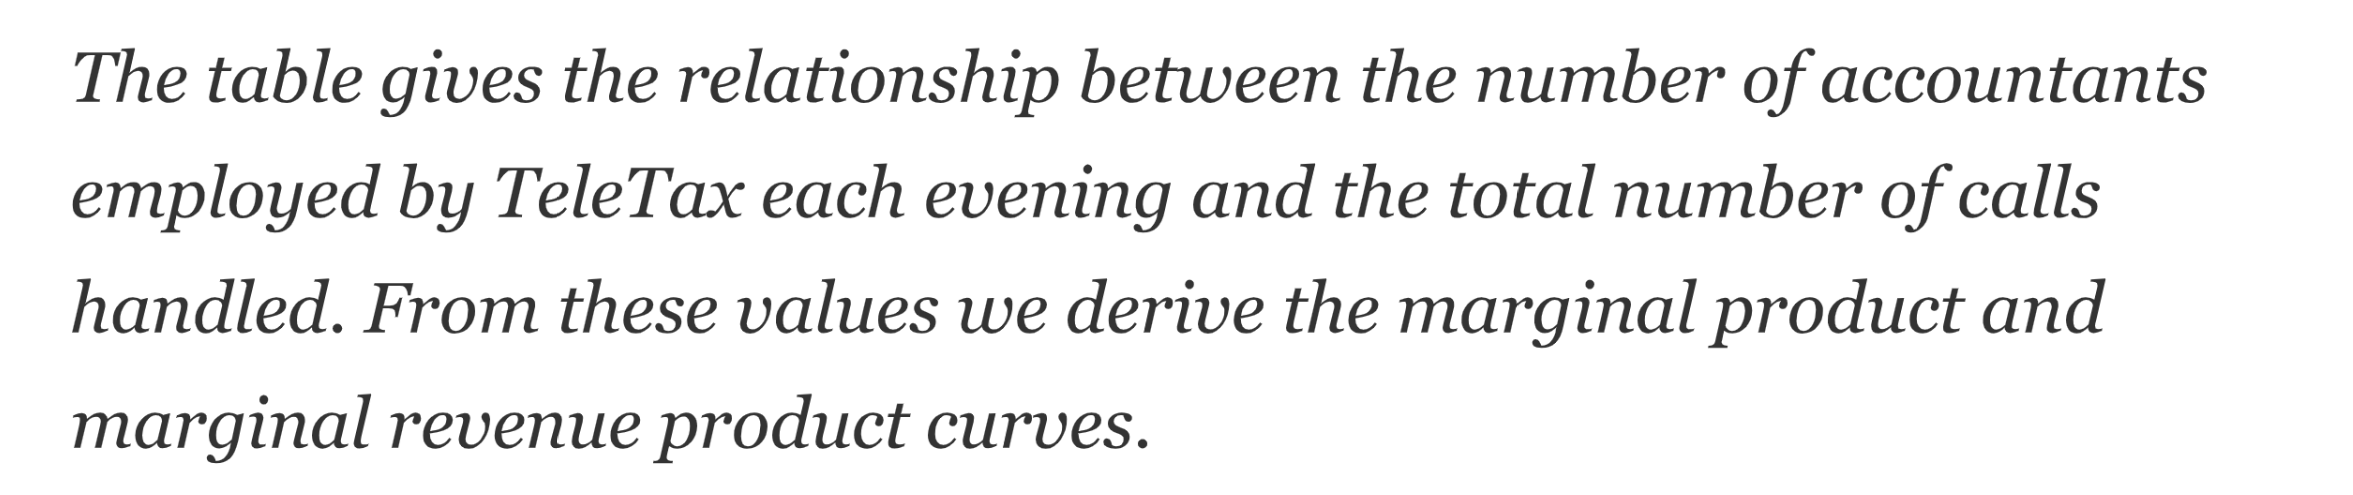 The table gives the relationship between the number of accountants
employed by TeleTax each evening and the total number of calls
handled. From these values we derive the marginal product and
marginal revenue product curves.